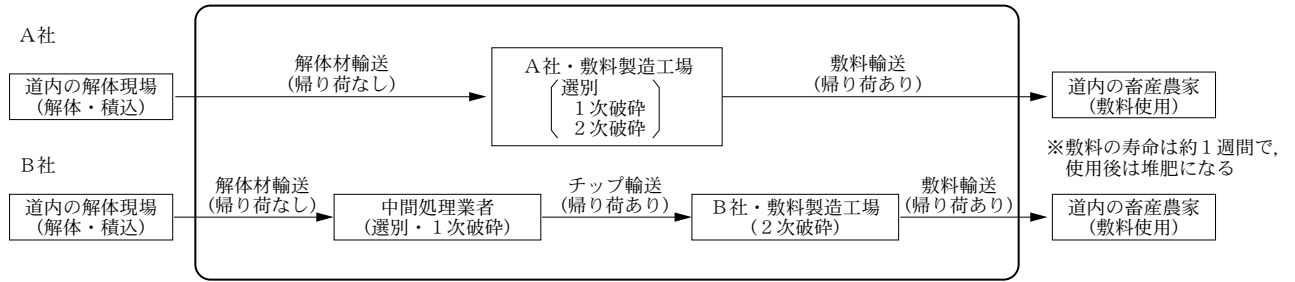 A社
道内の解体現場
(解体・積込)
解体材輸送
(帰り荷なし)
A社・敷料製造工場
選別
1次破砕
2次破砕
敷料輸送
(帰り荷あり)
道内の畜産農家
(敷料使用)
※敷料の寿命は約1週間で,
使用後は堆肥になる
B社
道内の解体現場
(解体・積込)
解体材輸送
(帰り荷なし)
中間処理業者
(選別・1次破砕)
チップ輸送
(帰り荷あり)
B社・敷料製造工場
(2次破砕)
敷料輸送
(帰り荷あり)
道内の畜産農家
(敷料使用)